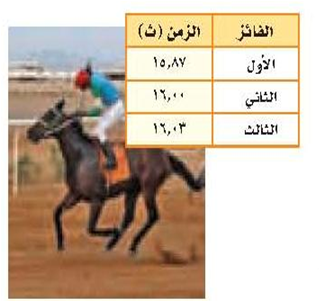 الفائز الزمن (ث)
الأول ١٥,٨٧
الثاني ١٦,٠٠
الثالث ١٦,٠٣